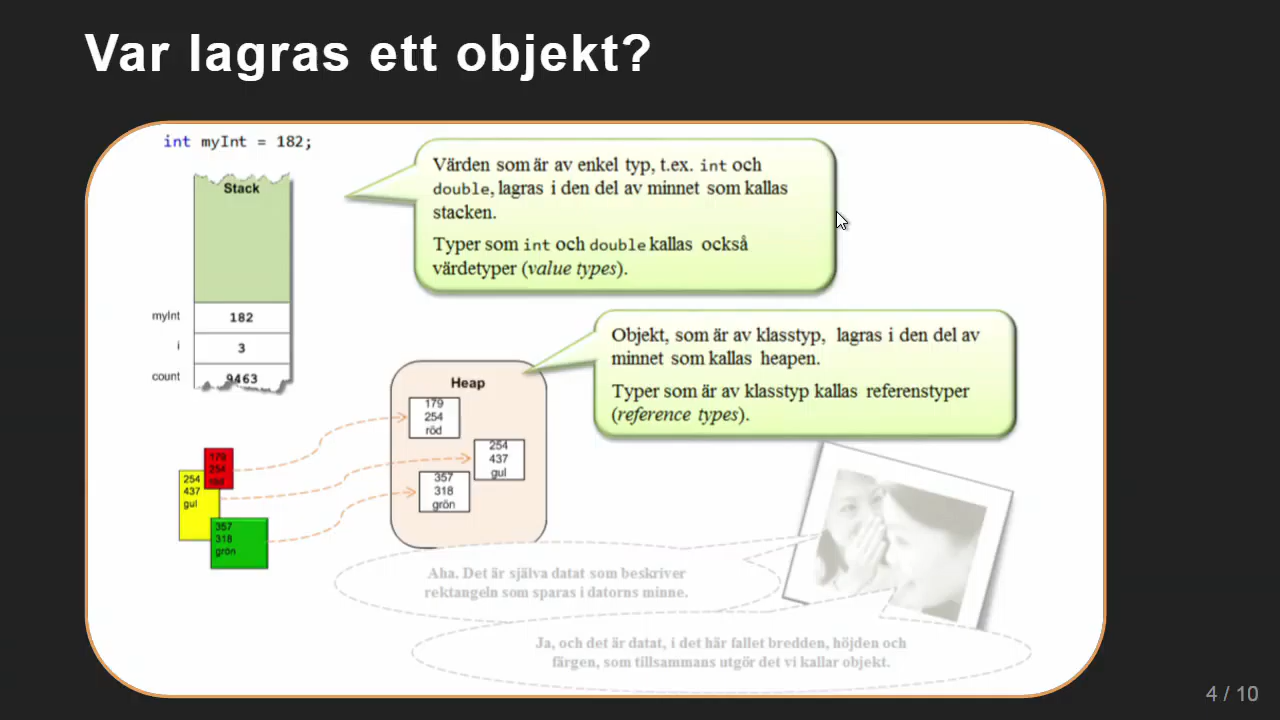 Var lagras ett objekt?
int myInt = 182;
Stack
Värden som är av enkel typ, t.ex. int och
double, lagras i den del av minnet som kallas
stacken.
Typer som int och double kallas också
värdetyper (value types).
myInt 182
i 3
count 9463
Objekt, som är av klasstyp, lagras i den del av
minnet som kallas heapen.
Typer som är av klasstyp kallas referenstyper
(reference types).
Heap
179
254
röd
254
437
gul
357
318
grön
179
254
röd
254
437
gul
357
318
grön
Aha. Det är själva datat som beskriver
rektangeln som sparas i datorns minne.
Ja, och det är datat, i det här fallet bredden, höjden och
färgen, som tillsammans utgör det vi kallar objekt.
4 / 10